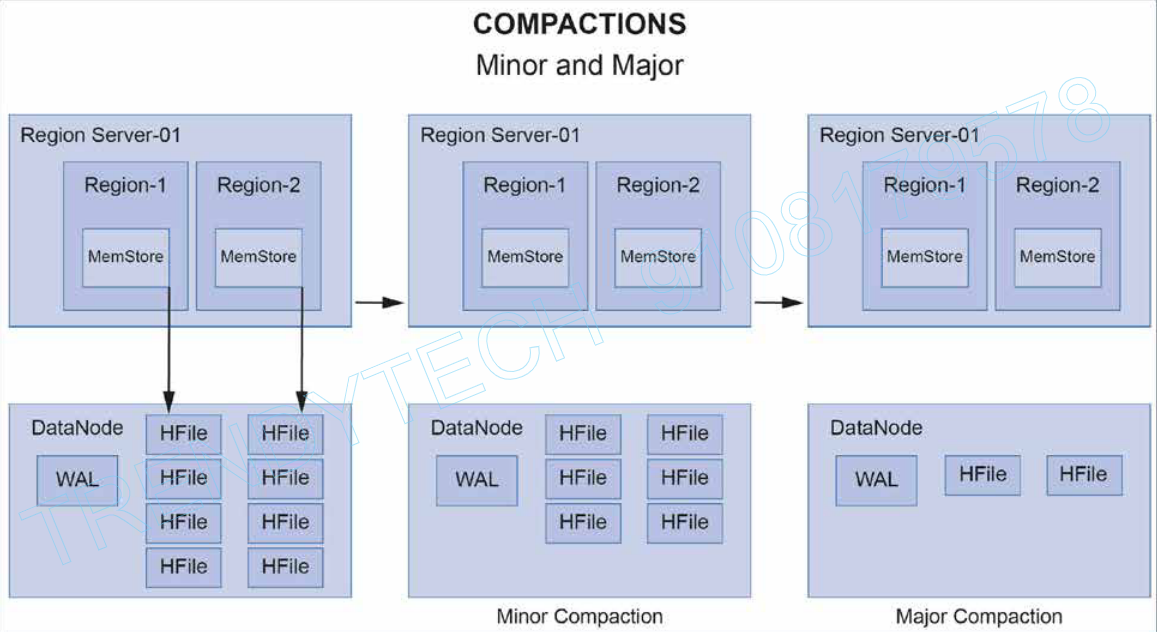 COMPACTIONS
Minor and Major
Region Server-01
Region-1
Region-2
MemStore
MemStore
DataNode
WAL
HFile
HFile
HFile
HFile
HFile
HFile
HFile
HFile
Region Server-01
Region-1
Region-2
MemStore
MemStore
DataNode
WAL
HFile
HFile
HFile
HFile
HFile
HFile
Minor Compaction
Region Server-01
Region-1
Region-2
MemStore
MemStore
DataNode
WAL
HFile
HFile
Major Compaction
TRENDYTECH 9108179578